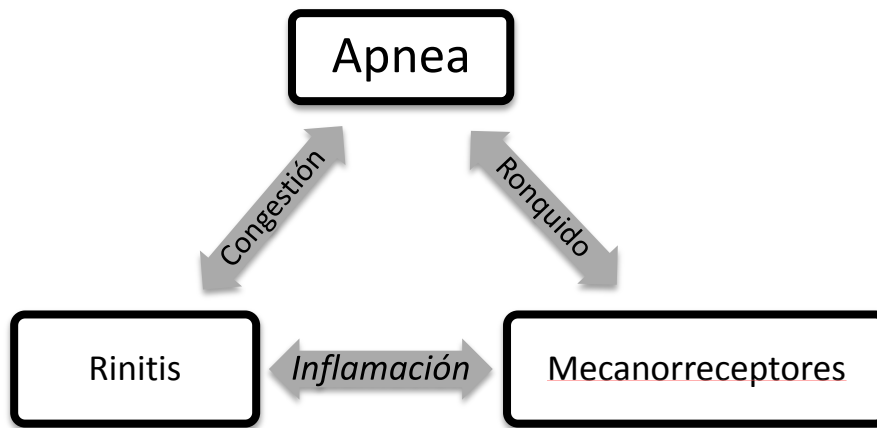 Apnea
Congestión
Ronquido
Rinitis
Inflamación
Mecanorreceptores